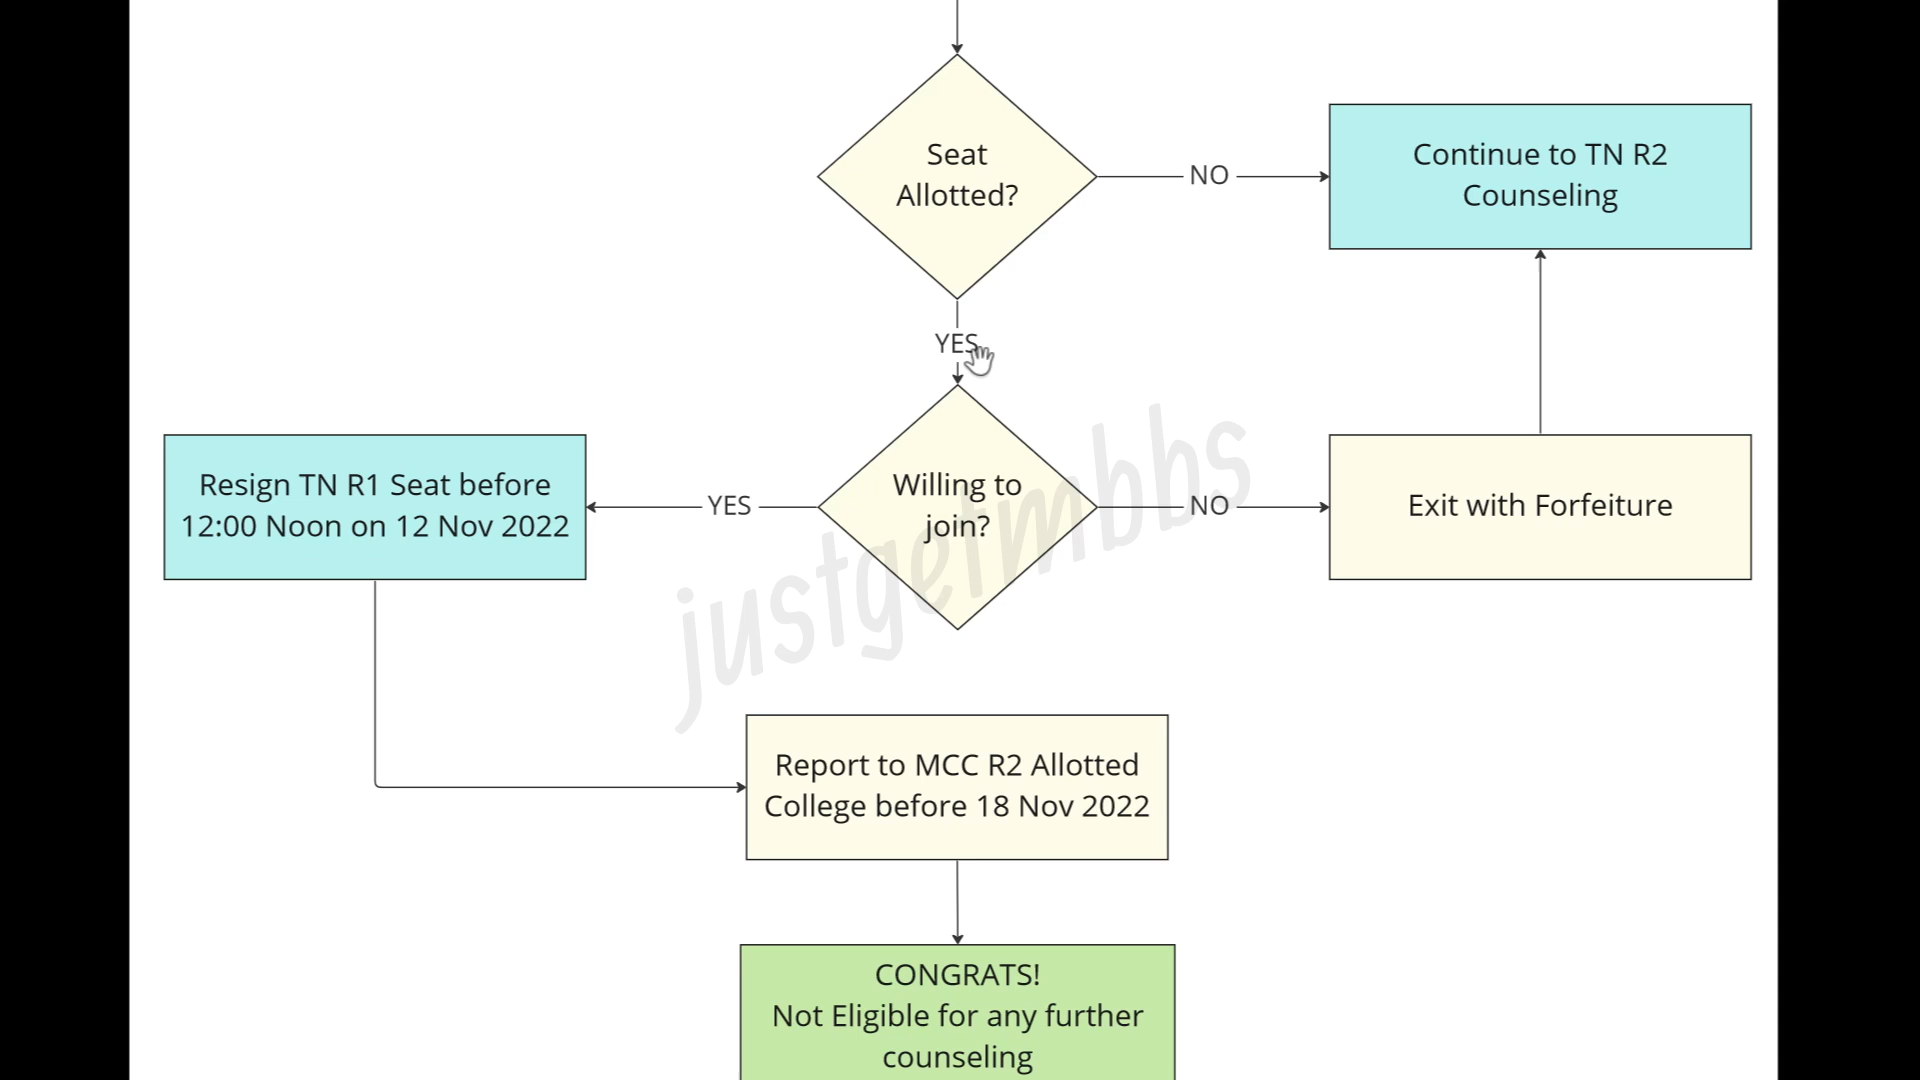 Seat
Allotted?
NO
Continue to TN R2
Counseling
YES
Resign TN R1 Seat before
12:00 Noon on 12 Nov 2022
YES
Willing to
join?
NO
Exit with Forfeiture
justgetmbbs
Report to MCC R2 Allotted
College before 18 Nov 2022
CONGRATS!
Not Eligible for any further
counseling